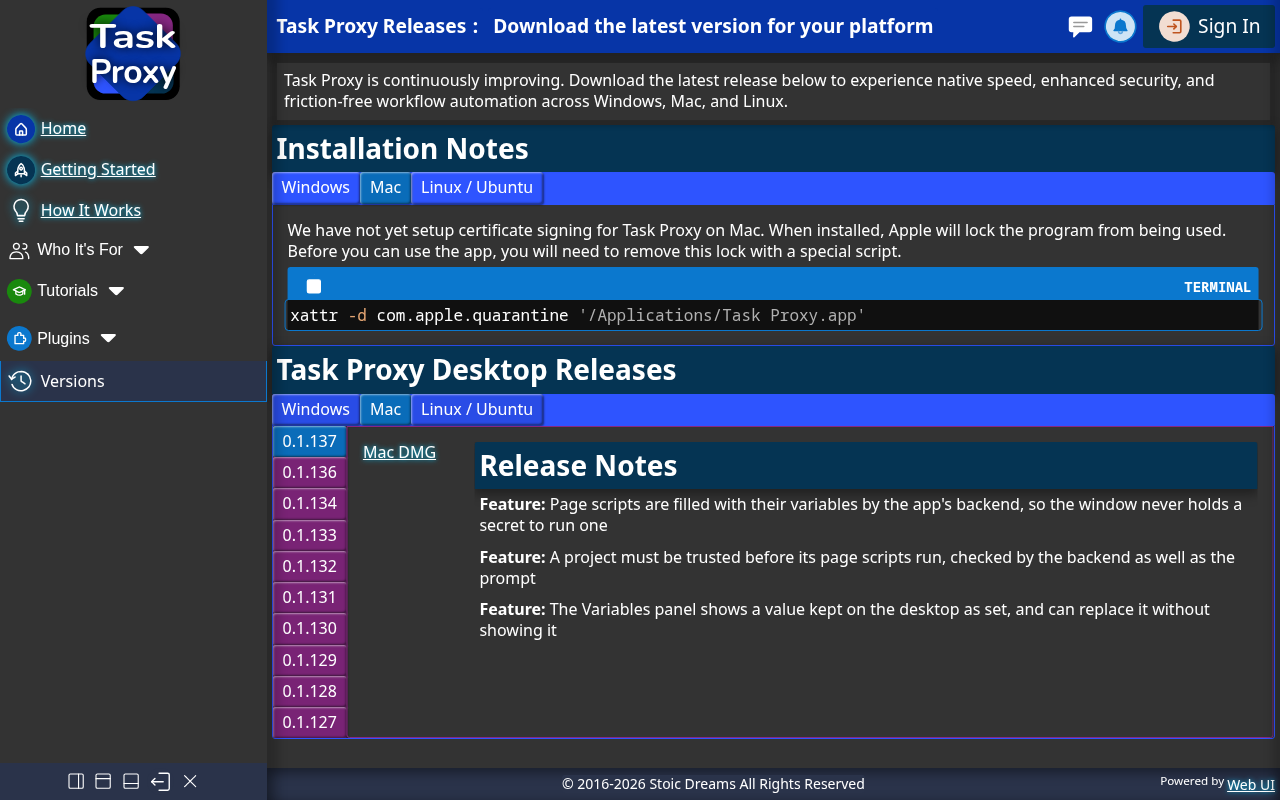 Task
Proxy
Home
Getting Started
How It Works
Who It's For
Tutorials
Plugins
Versions
Task Proxy Releases : Download the latest version for your platform
Sign In
Task Proxy is continuously improving. Download the latest release below to experience native speed, enhanced security, and
friction-free workflow automation across Windows, Mac, and Linux.
Installation Notes
Windows Mac Linux / Ubuntu
We have not yet setup certificate signing for Task Proxy on Mac. When installed, Apple will lock the program from being used.
Before you can use the app, you will need to remove this lock with a special script.
TERMINAL
xattr -d com.apple.quarantine '/Applications/Task Proxy.app'
Task Proxy Desktop Releases
Windows Mac Linux / Ubuntu
0.1.137
0.1.136
0.1.134
0.1.133
0.1.132
0.1.131
0.1.130
0.1.129
0.1.128
0.1.127
Mac DMG
Release Notes
Feature: Page scripts are filled with their variables by the app's backend, so the window never holds a
secret to run one
Feature: A project must be trusted before its page scripts run, checked by the backend as well as the
prompt
Feature: The Variables panel shows a value kept on the desktop as set, and can replace it without
showing it
© 2016-2026 Stoic Dreams All Rights Reserved
Powered by Web UI